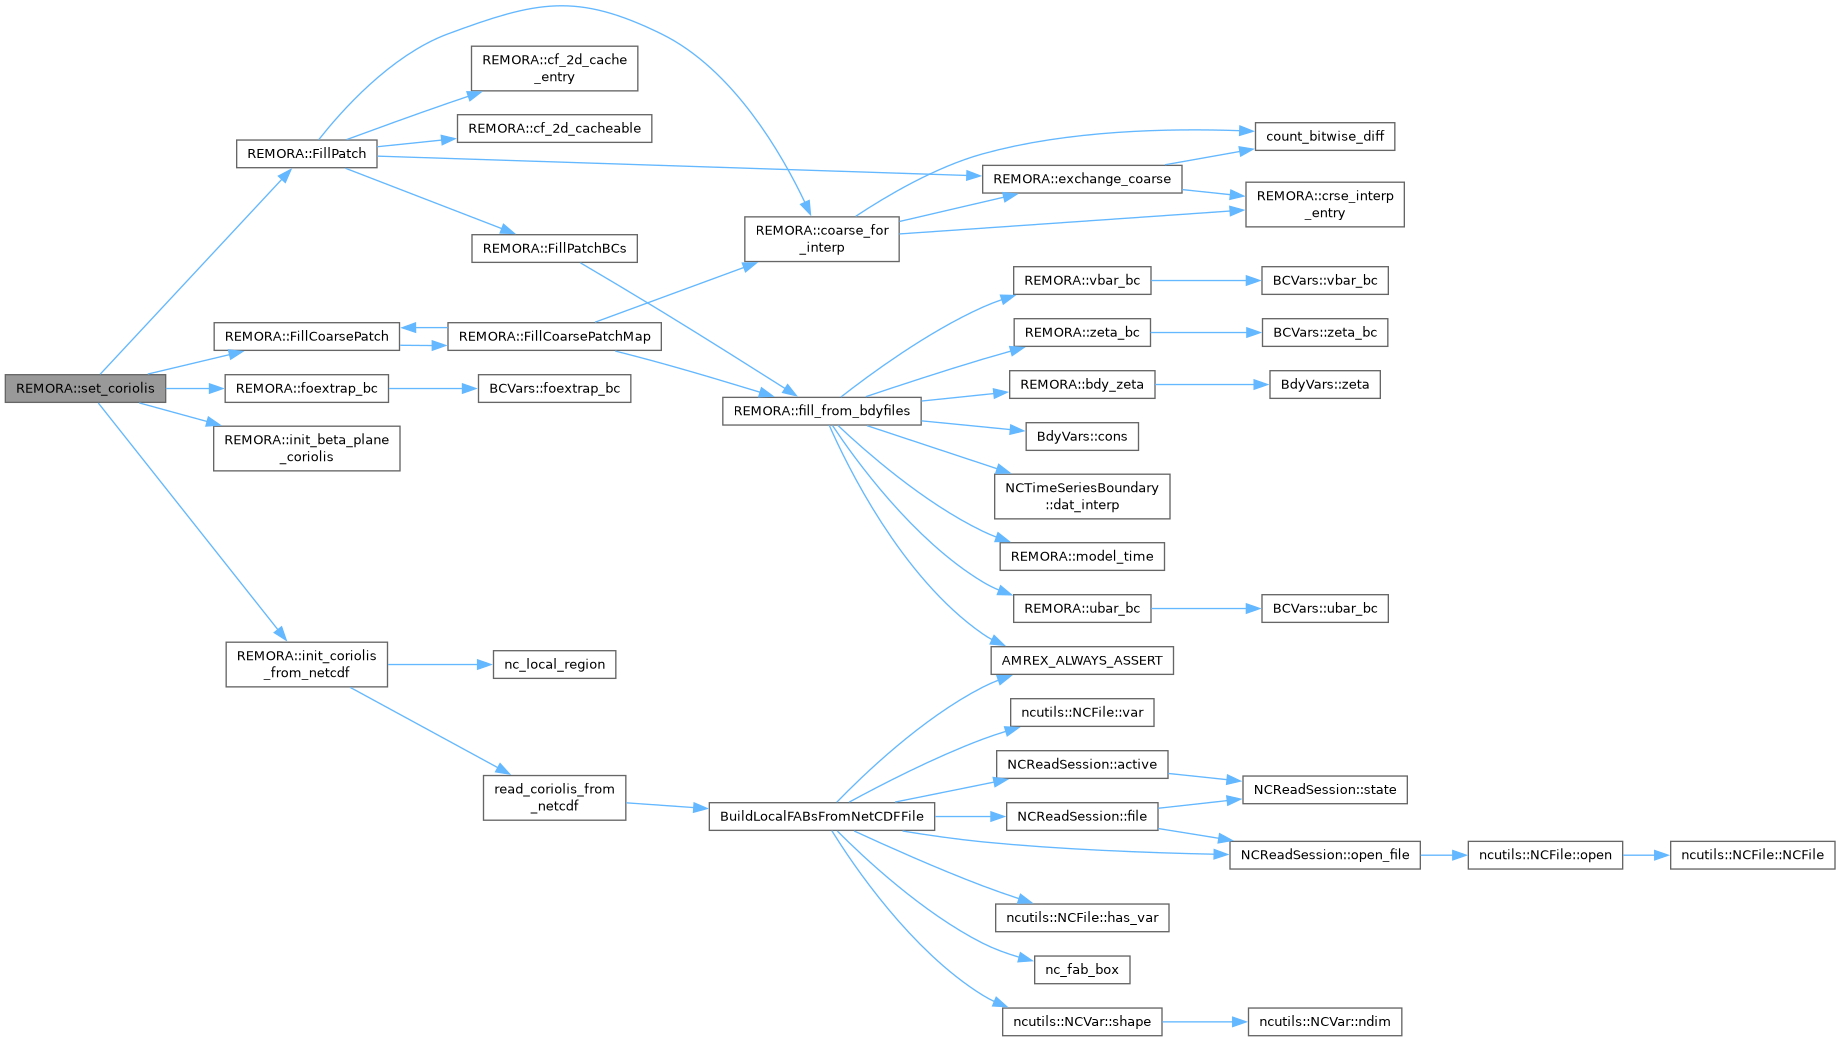 REMORA::set_coriolis
REMORA::FillPatch
REMORA::cf_2d_cache
_entry
REMORA::cf_2d_cacheable
REMORA::FillPatchBCs
REMORA::FillCoarsePatch
REMORA::FillCoarsePatchMap
REMORA::foextrap_bc
BCVars::foextrap_bc
REMORA::init_beta_plane
_coriolis
REMORA::init_coriolis
_from_netcdf
nc_local_region
read_coriolis_from
_netcdf
REMORA::coarse_for
_interp
REMORA::exchange_coarse
count_bitwise_diff
REMORA::crse_interp
_entry
REMORA::fill_from_bdyfiles
REMORA::vbar_bc
BCVars::vbar_bc
REMORA::zeta_bc
BCVars::zeta_bc
REMORA::bdy_zeta
BdyVars::zeta
BdyVars::cons
NCTimeSeriesBoundary
::dat_interp
REMORA::model_time
REMORA::ubar_bc
BCVars::ubar_bc
AMREX_ALWAYS_ASSERT
BuildLocalFABsFromNetCDFFile
ncutils::NCFile::var
NCReadSession::active
NCReadSession::state
NCReadSession::file
NCReadSession::open_file
ncutils::NCFile::open
ncutils::NCFile::NCFile
ncutils::NCFile::has_var
nc_fab_box
ncutils::NCVar::shape
ncutils::NCVar::ndim